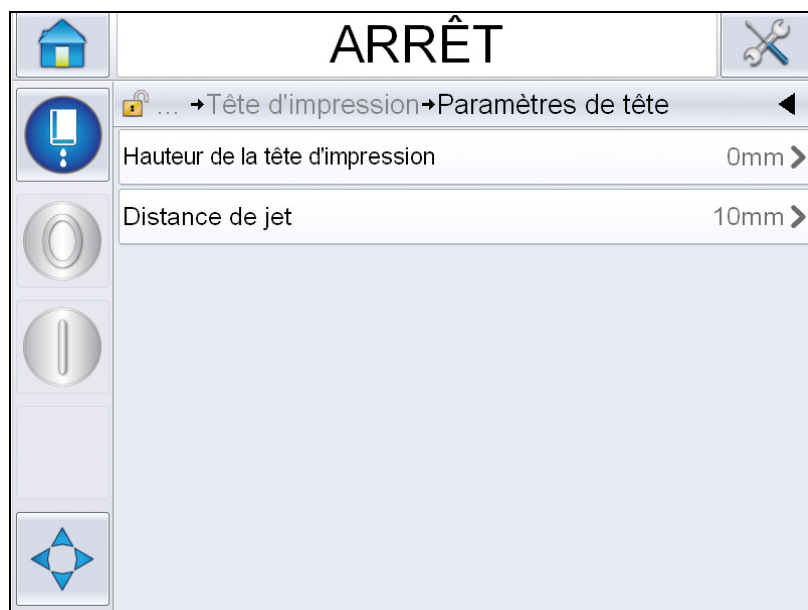 ARRÊT
... →Tête d'impression→Paramètres de tête
Hauteur de la tête d'impression 0mm
Distance de jet 10mm